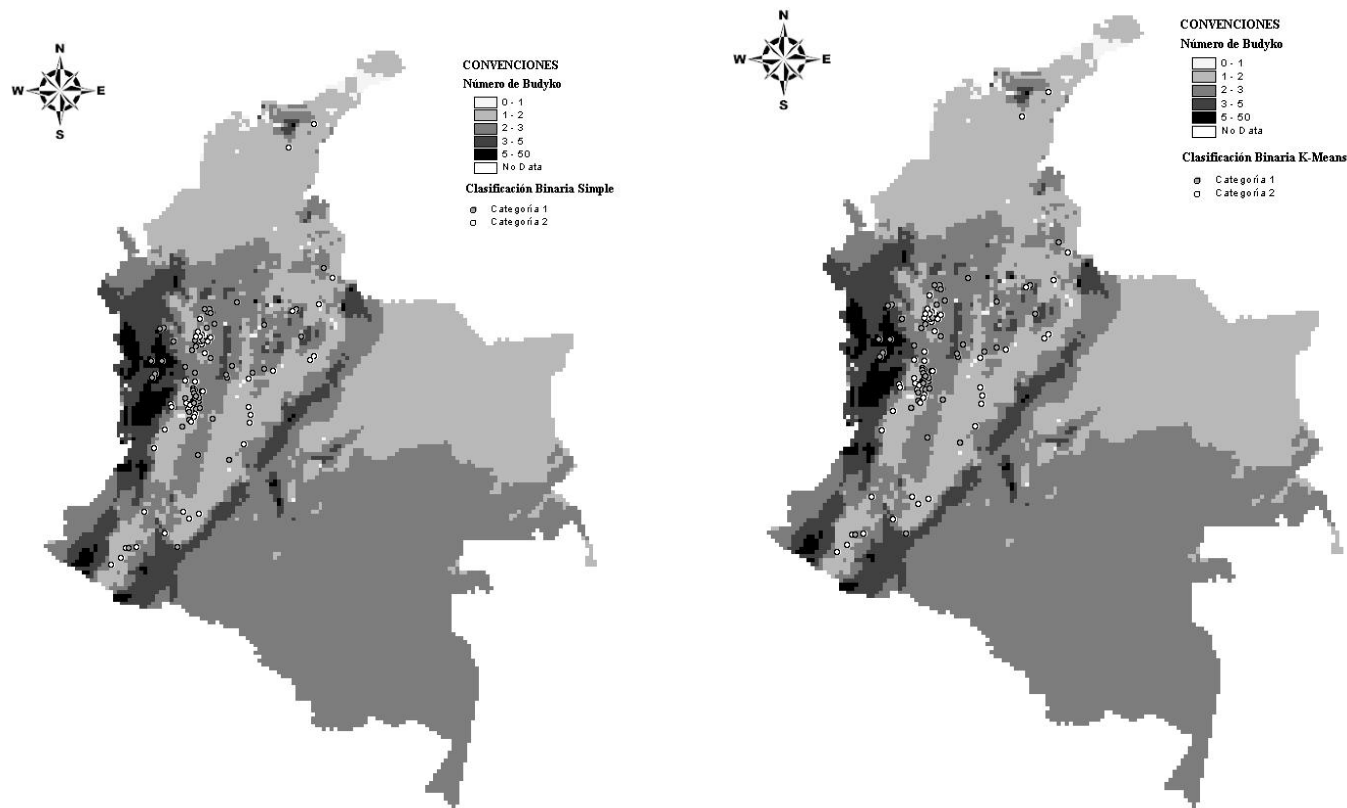 N
W E
S
CONVENCIONES
Número de Budyko
0 - 1
1 - 2
2 - 3
3 - 5
5 - 50
No Data
Clasificación Binaria Simple
Categoría 1
Categoría 2
N
W E
S
CONVENCIONES
Número de Budyko
0 - 1
1 - 2
2 - 3
3 - 5
5 - 50
No Data
Clasificación Binaria K-Means
Categoría 1
Categoría 2